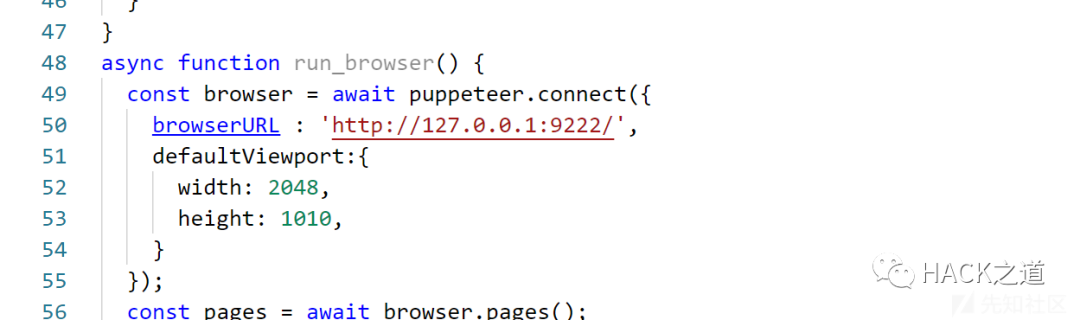 46 }
47 }
48 async function run_browser() {
49 const browser = await puppeteer.connect({
50 browserURL : 'http://127.0.0.1:9222/',
51 defaultViewport:{
52 width: 2048,
53 height: 1010,
54 }
55 });
56 const pages = await browser.pages();
HACK之道
先知社区